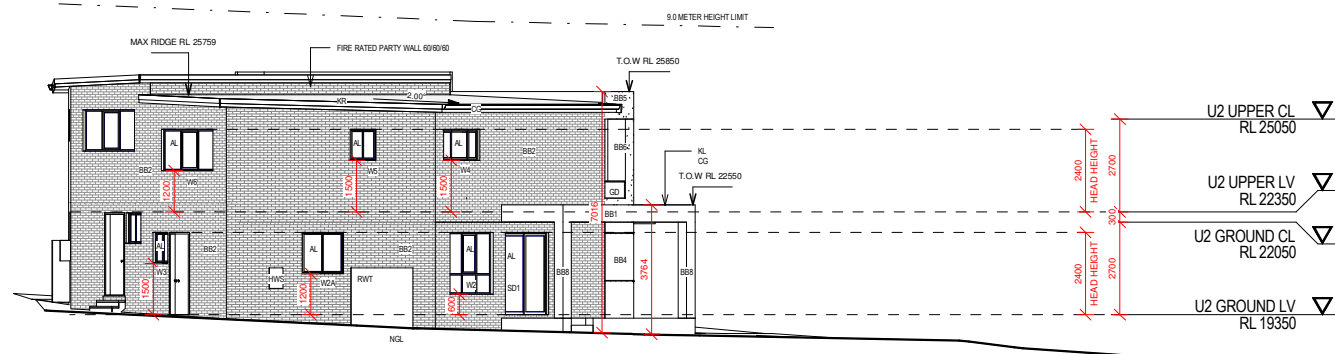 9.0 METER HEIGHT LIMIT
MAX RIDGE RL 25759
FIRE RATED PARTY WALL 60/60/60
T.O.W RL 25850
2.00°
KR
CG
BB5
U2 UPPER CL
RL 25050
AL
AL
AL
BB2
BB6
KL
CG
BB2
W6
W5
W4
T.O.W RL 22550
1200
1500
1500
GD
2400
HEAD HEIGHT
2700
U2 UPPER LV
RL 22350
7016
BB1
300
U2 GROUND CL
RL 22050
AL
BB2
AL
BB2
AL
AL
W3
HWS
W2A
RWT
W2
SD1
BB8
BB4
BB8
1500
1200
600
3764
2400
HEAD HEIGHT
2700
U2 GROUND LV
RL 19350
NGL